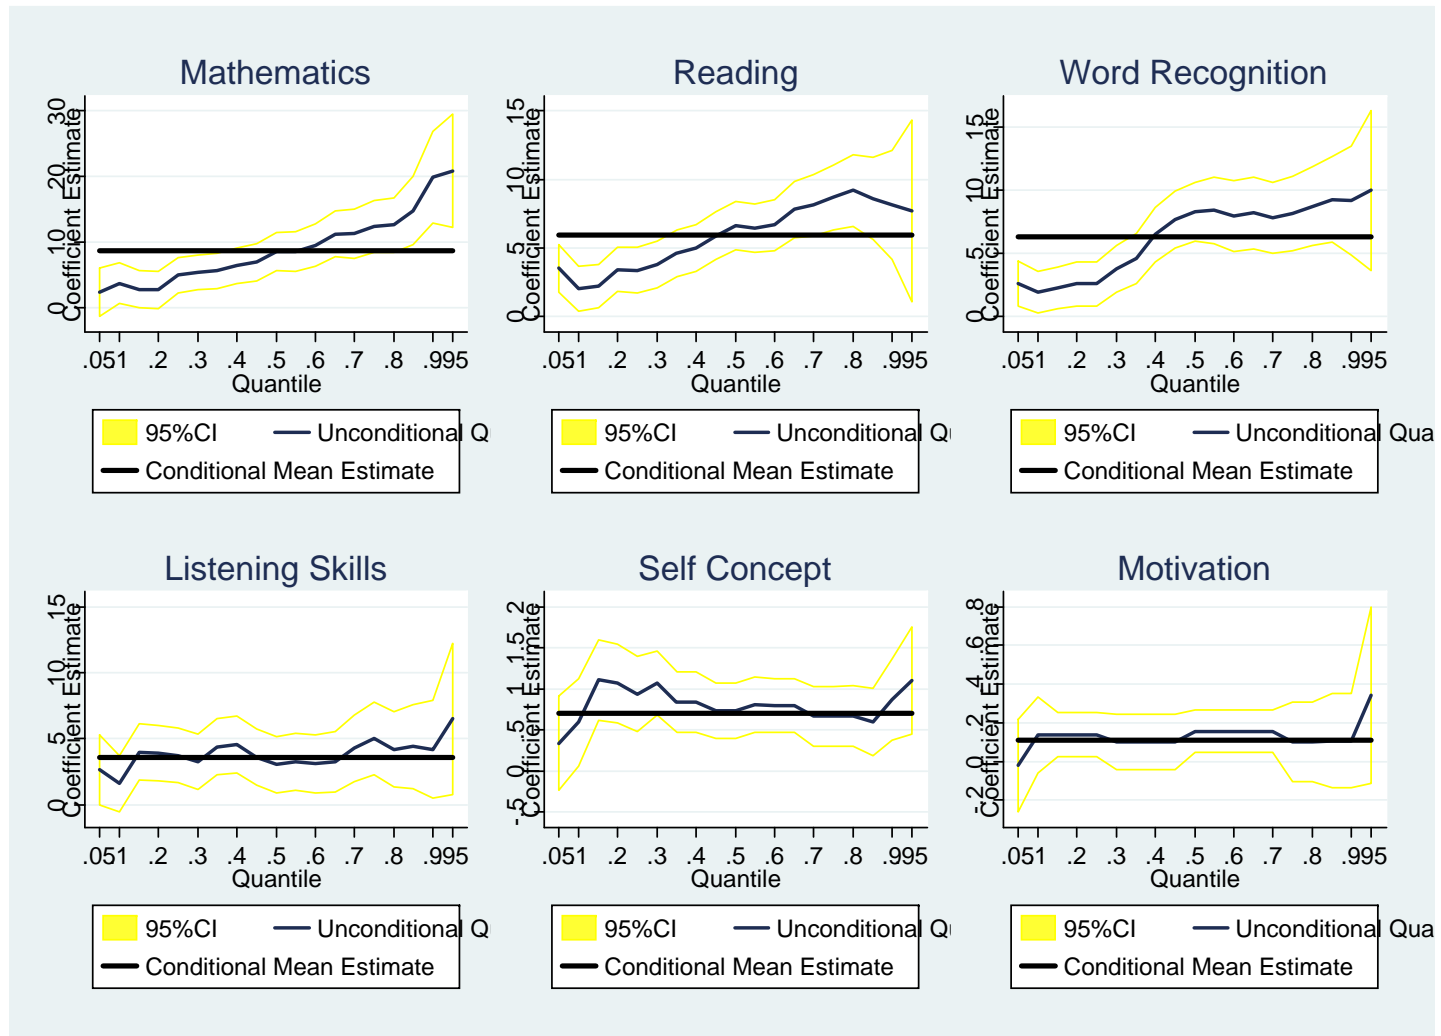 Mathematics
Coefficient Estimate
0 10 20 30
.051 .2 .3 .4 .5 .6 .7 .8 .995
Quantile
95%CI Unconditional Q
Conditional Mean Estimate
Reading
Coefficient Estimate
0 5 10 15
.051 .2 .3 .4 .5 .6 .7 .8 .995
Quantile
95%CI Unconditional Qu
Conditional Mean Estimate
Word Recognition
Coefficient Estimate
0 5 10 15
.051 .2 .3 .4 .5 .6 .7 .8 .995
Quantile
95%CI Unconditional Qua
Conditional Mean Estimate
Listening Skills
Coefficient Estimate
0 5 10 15
.051 .2 .3 .4 .5 .6 .7 .8 .995
Quantile
95%CI Unconditional Q
Conditional Mean Estimate
Self Concept
Coefficient Estimate
-.5 0 .5 1 1.5 2
.051 .2 .3 .4 .5 .6 .7 .8 .995
Quantile
95%CI Unconditional Qu
Conditional Mean Estimate
Motivation
Coefficient Estimate
-.2 0 .2 .4 .6 .8
.051 .2 .3 .4 .5 .6 .7 .8 .995
Quantile
95%CI Unconditional Qua
Conditional Mean Estimate